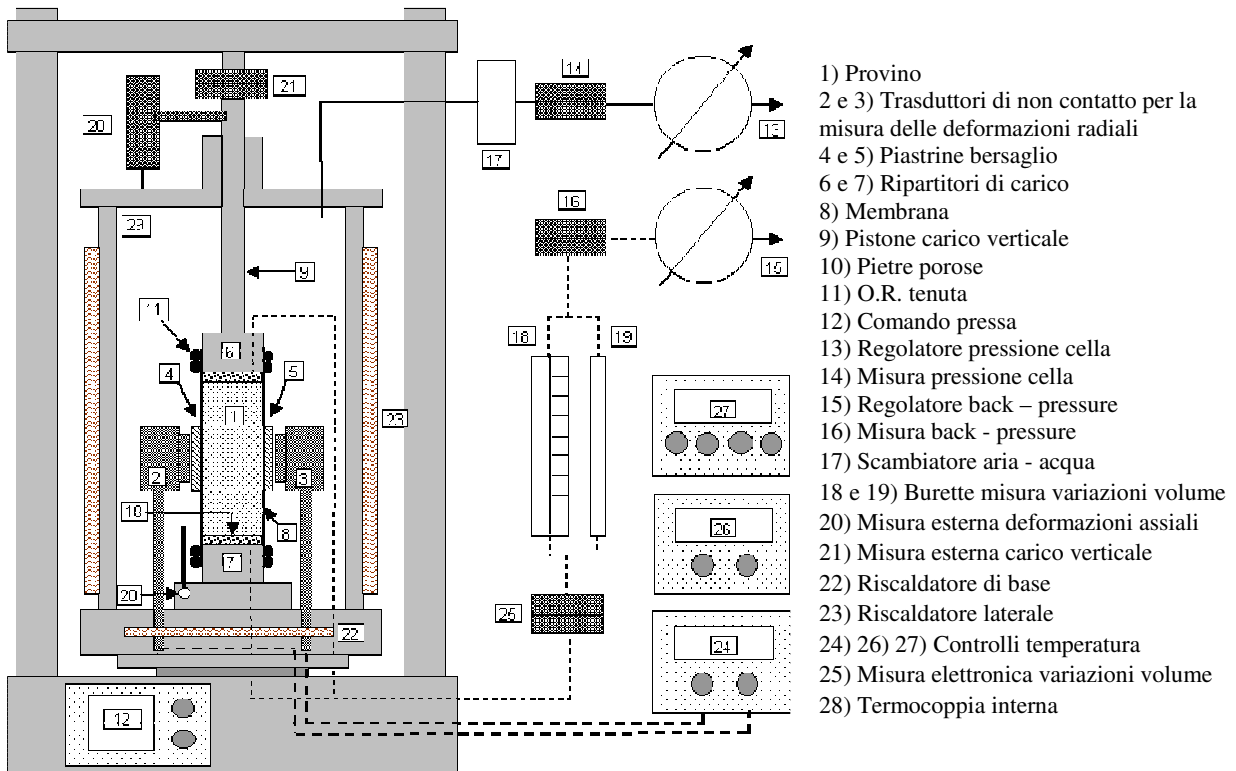 14
21
20
13
17
29
16
9
15
11
18
19
6
4
5
1
27
23
2
3
10
8
26
7
20
25
22
24
12
1) Provino
2 e 3) Trasduttori di non contatto per la
misura delle deformazioni radiali
4 e 5) Piastrine bersaglio
6 e 7) Ripartitori di carico
8) Membrana
9) Pistone carico verticale
10) Pietre porose
11) O.R. tenuta
12) Comando pressa
13) Regolatore pressione cella
14) Misura pressione cella
15) Regolatore back – pressure
16) Misura back - pressure
17) Scambiatore aria - acqua
18 e 19) Burette misura variazioni volume
20) Misura esterna deformazioni assiali
21) Misura esterna carico verticale
22) Riscaldatore di base
23) Riscaldatore laterale
24) 26) 27) Controlli temperatura
25) Misura elettronica variazioni volume
28) Termocoppia interna